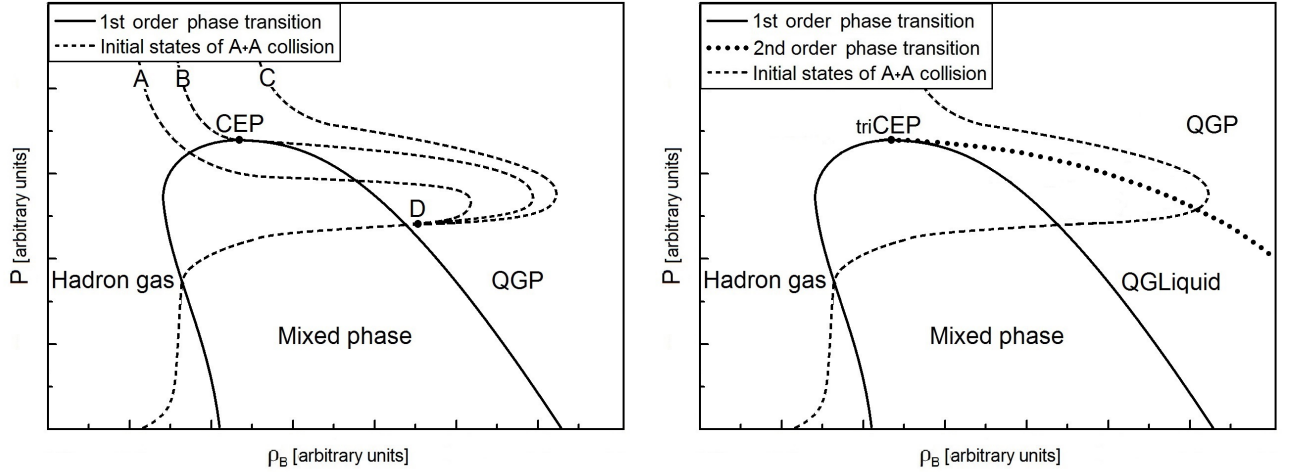 1st order phase transition
Initial states of A+A collision
A B C
CEP
D
Hadron gas
QGP
Mixed phase
P [arbitrary units]
ρB [arbitrary units]
1st order phase transition
2nd order phase transition
Initial states of A+A collision
triCEP
QGP
Hadron gas
QGLiquid
Mixed phase
P [arbitrary units]
ρB [arbitrary units]